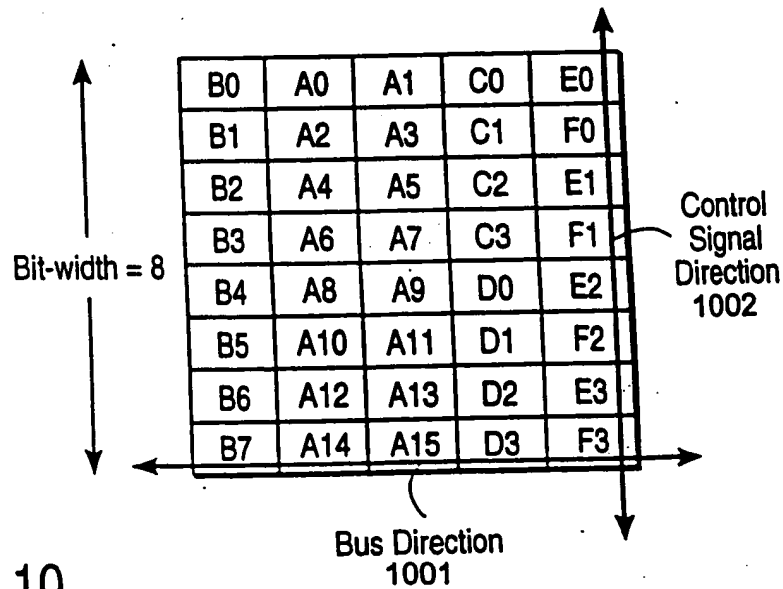 B0 A0 A1 C0 E0
B1 A2 A3 C1 F0
B2 A4 A5 C2 E1
B3 A6 A7 C3 F1
B4 A8 A9 D0 E2
B5 A10 A11 D1 F2
B6 A12 A13 D2 E3
B7 A14 A15 D3 F3
Bit-width = 8
Control
Signal
Direction
1002
Bus Direction
1001
10